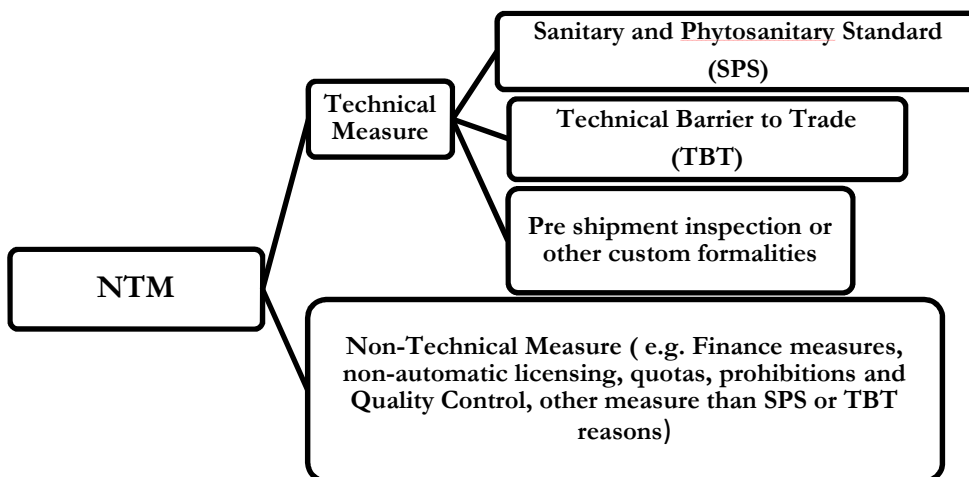 Sanitary and Phytosanitary Standard
(SPS)
Technical
Measure
Technical Barrier to Trade
(TBT)
Pre shipment inspection or
other custom formalities
NTM
Non-Technical Measure ( e.g. Finance measures,
non-automatic licensing, quotas, prohibitions and
Quality Control, other measure than SPS or TBT
reasons)